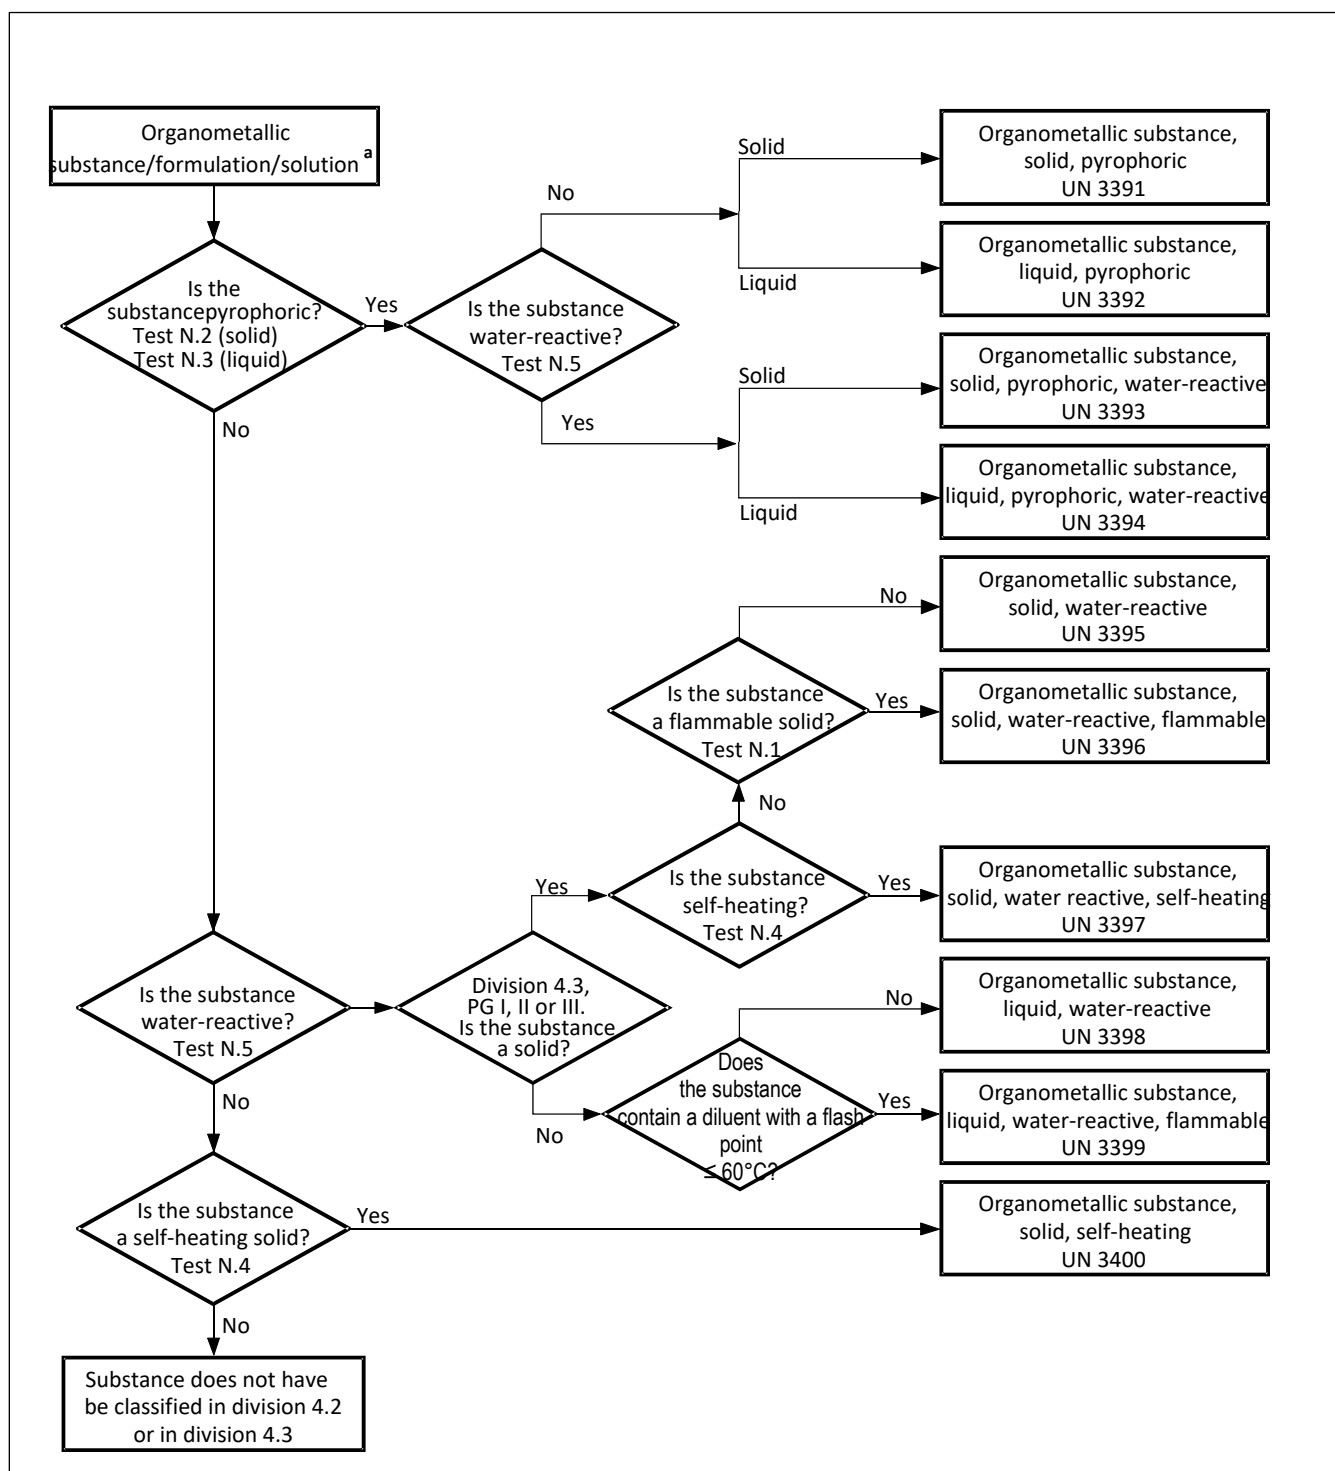 Organometallic
substance/formulation/solution a
Is the
substancepyrophoric?
Test N.2 (solid)
Test N.3 (liquid)
Yes
No
Is the substance
water-reactive?
Test N.5
No
Yes
Solid
Liquid
Solid
Liquid
Organometallic substance,
solid, pyrophoric
UN 3391
Organometallic substance,
liquid, pyrophoric
UN 3392
Organometallic substance,
solid, pyrophoric, water-reactive
UN 3393
Organometallic substance,
liquid, pyrophoric, water-reactive
UN 3394
No
Organometallic substance,
solid, water-reactive
UN 3395
Is the substance
a flammable solid?
Test N.1
Yes
Organometallic substance,
solid, water-reactive, flammable
UN 3396
No
Is the substance
self-heating?
Test N.4
Yes
Yes
Organometallic substance,
solid, water reactive, self-heating
UN 3397
Is the substance
water-reactive?
Test N.5
Division 4.3,
PG I, II or III.
Is the substance
a solid?
No
Organometallic substance,
liquid, water-reactive
UN 3398
Does
the substance
contain a diluent with a flash
point
≤ 60°C?
No
No
Yes
Organometallic substance,
liquid, water-reactive, flammable
UN 3399
Is the substance
a self-heating solid?
Test N.4
Yes
Organometallic substance,
solid, self-heating
UN 3400
No
Substance does not have
be classified in division 4.2
or in division 4.3